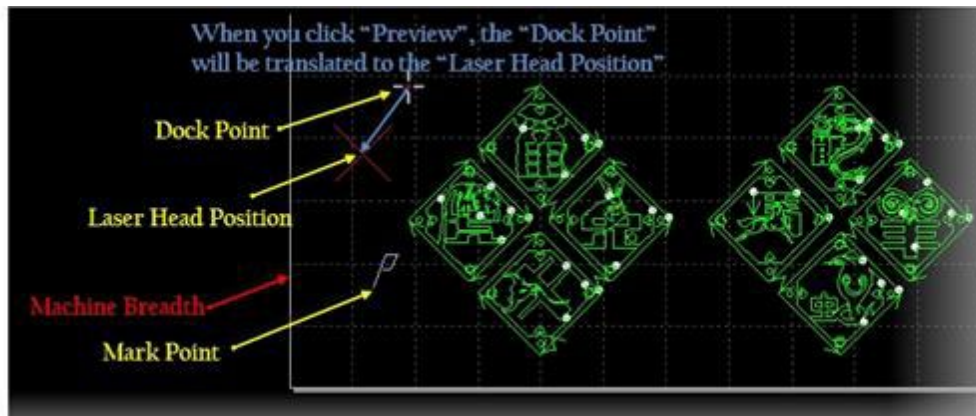 When you click “Preview”, the “Dock Point”
will be translated to the “Laser Head Position”
Dock Point
Laser Head Position
Machine Breadth
Mark Point